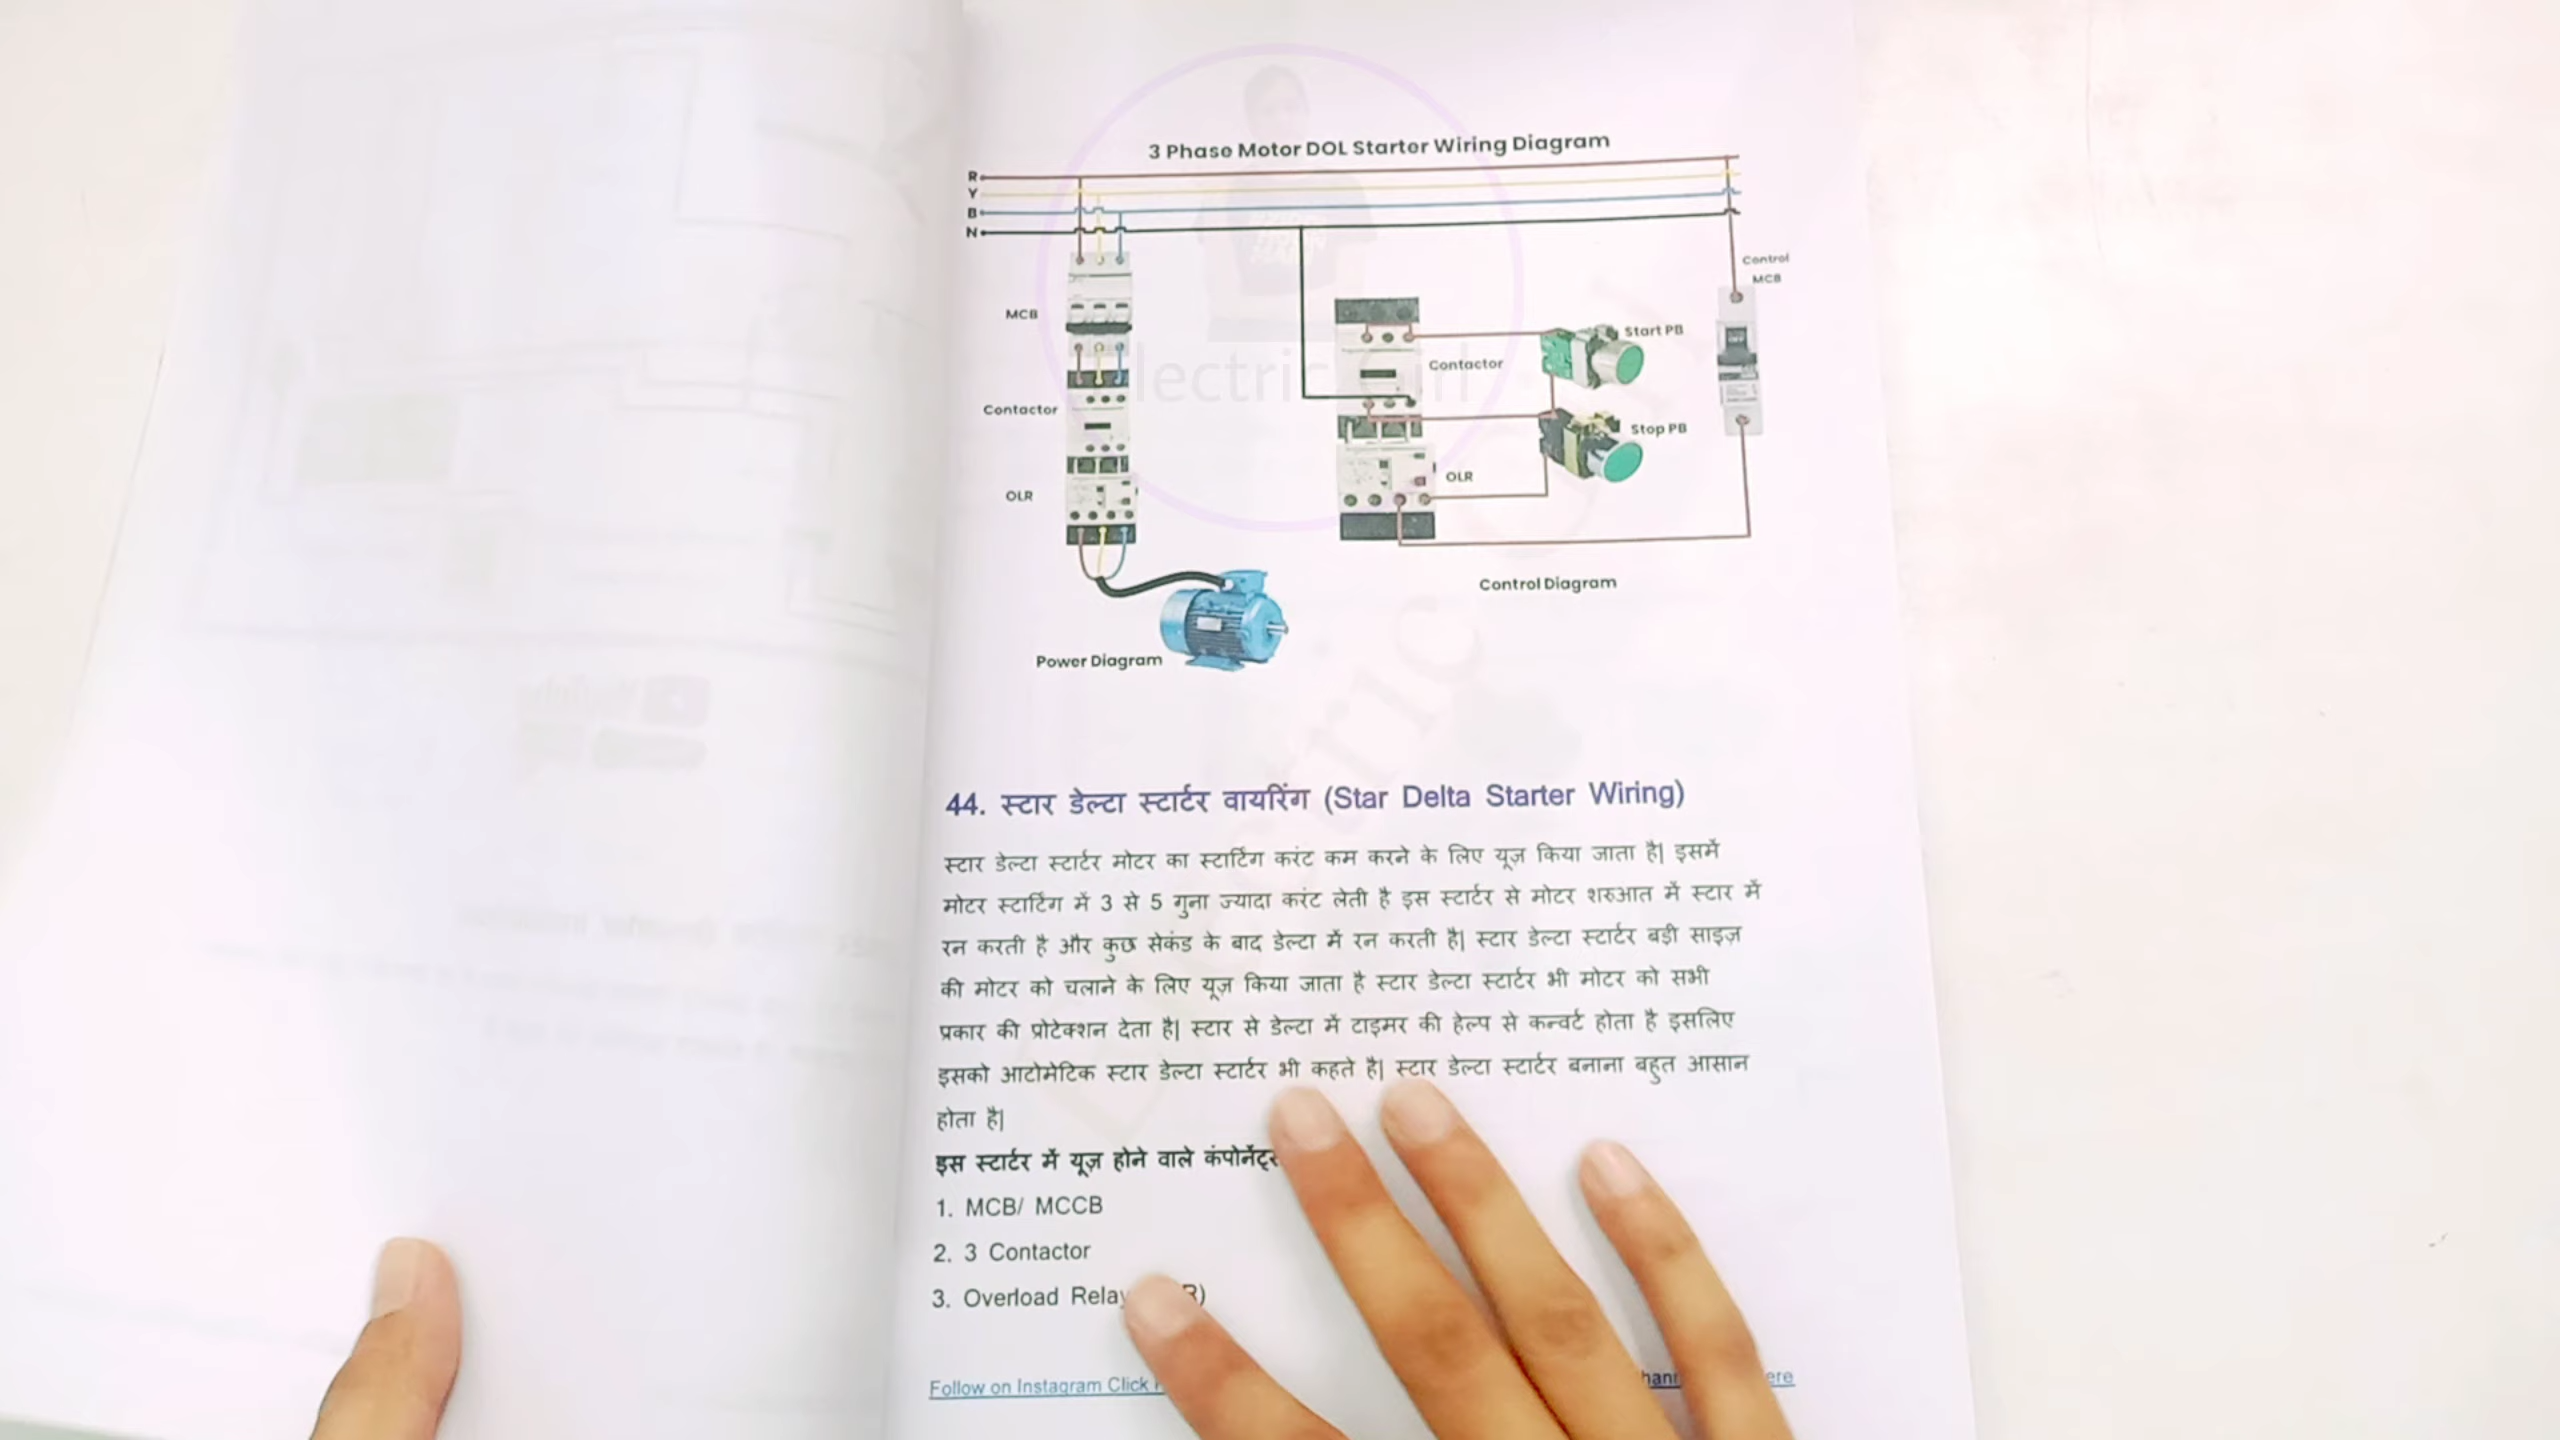 3 Phase Motor DOL Starter Wiring Diagram
R
Y
B
N
Control
MCB
MCB
Start PB
Contactor
Contactor
Stop PB
OLR
OLR
Control Diagram
Power Diagram
44. स्टार डेल्टा स्टार्टर वायरिंग (Star Delta Starter Wiring)
स्टार डेल्टा स्टार्टर मोटर का स्टार्टिंग करंट कम करने के लिए यूज़ किया जाता है| इसमें
मोटर स्टार्टिंग में 3 से 5 गुना ज्यादा करंट लेती है इस स्टार्टर से मोटर शरुआत में स्टार में
रन करती है और कुछ सेकंड के बाद डेल्टा में रन करती है| स्टार डेल्टा स्टार्टर बड़ी साइज़
की मोटर को चलाने के लिए यूज़ किया जाता है स्टार डेल्टा स्टार्टर भी मोटर को सभी
प्रकार की प्रोटेक्शन देता है| स्टार से डेल्टा में टाइमर की हेल्प से कन्वर्ट होता है इसलिए
इसको आटोमेटिक स्टार डेल्टा स्टार्टर भी कहते है| स्टार डेल्टा स्टार्टर बनाना बहुत आसान
होता है|
इस स्टार्टर में यूज़ होने वाले कंपोनेंट्स
1. MCB/ MCCB
2. 3 Contactor
3. Overload Relay
Follow on Instagram Click